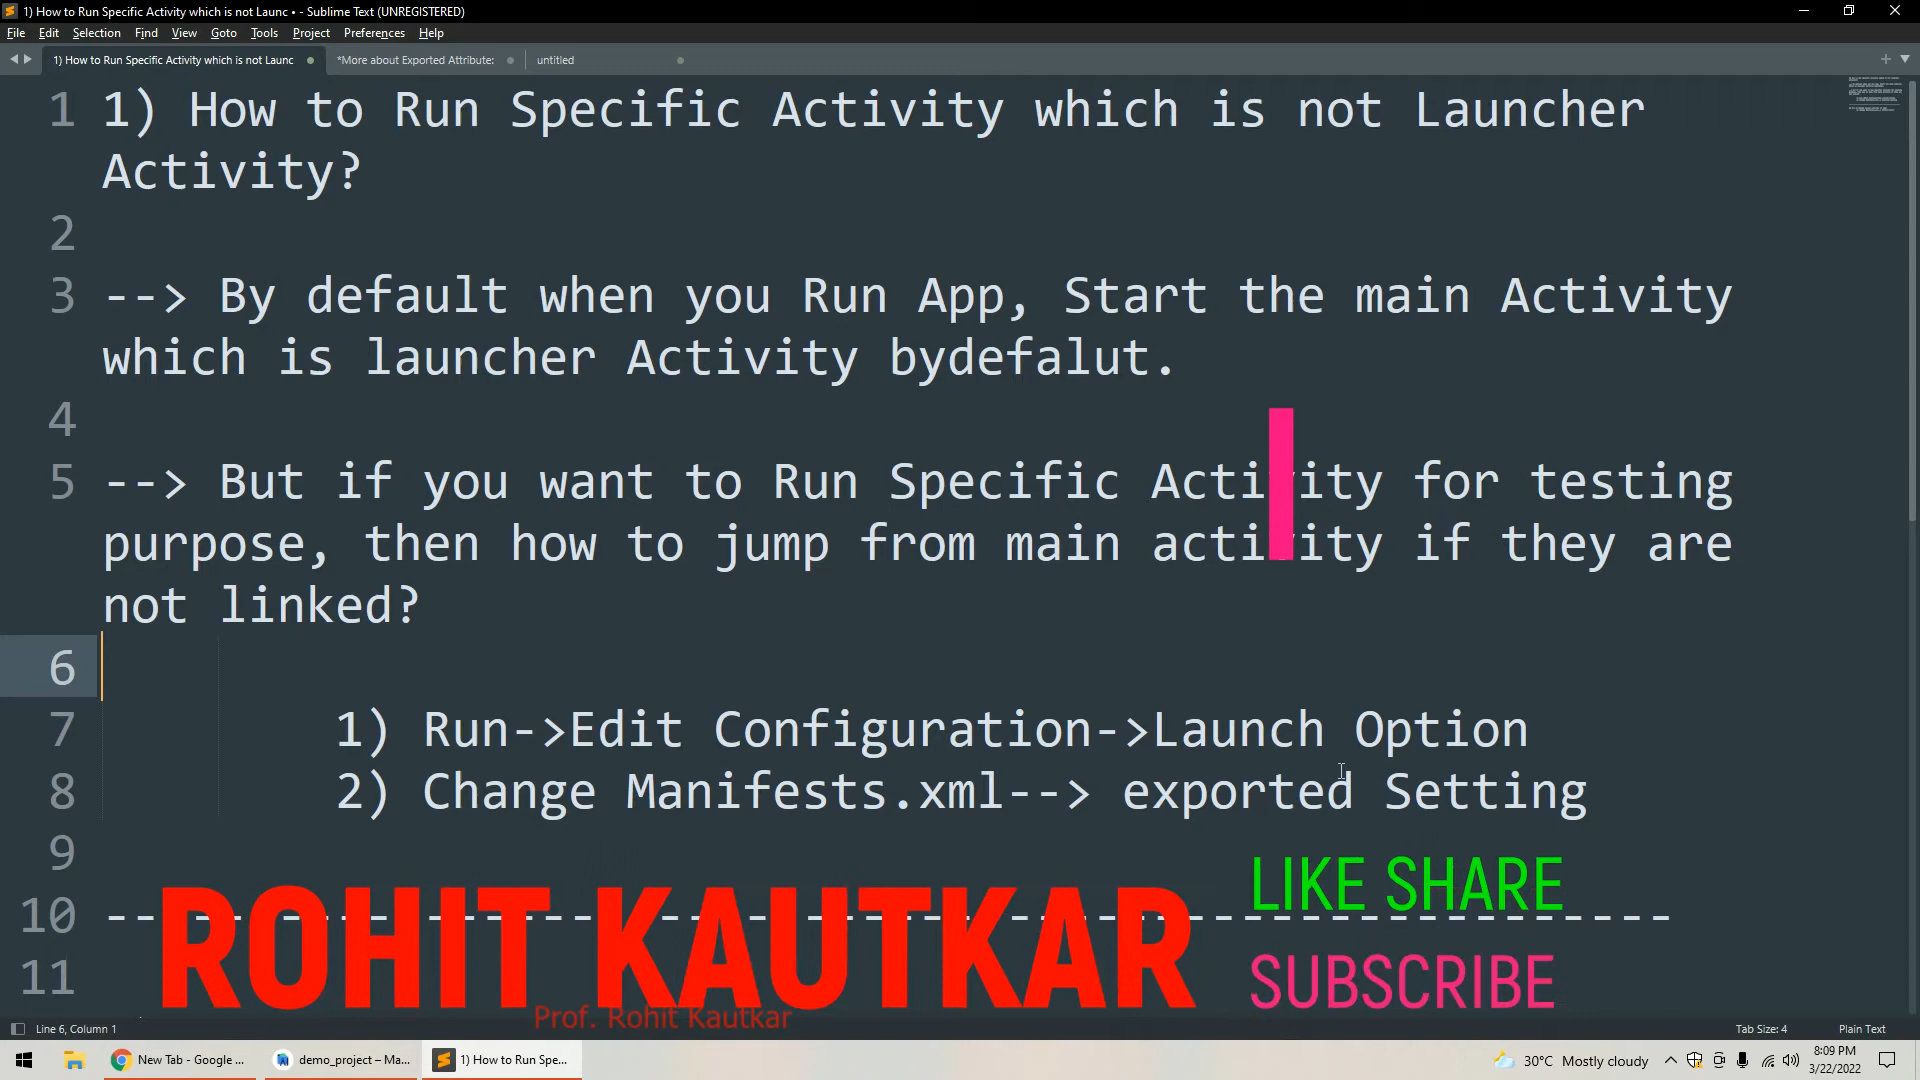 1) How to Run Specific Activity which is not Launc • - Sublime Text (UNREGISTERED)
File Edit Selection Find View Goto Tools Project Preferences Help
1) How to Run Specific Activity which is not Launc
*More about Exported Attribute:
untitled
1 1) How to Run Specific Activity which is not Launcher
Activity?
2
3 --> By default when you Run App, Start the main Activity
which is launcher Activity bydefalut.
4
5 --> But if you want to Run Specific Activity for testing
purpose, then how to jump from main activity if they are
not linked?
6
7 1) Run->Edit Configuration->Launch Option
8 2) Change Manifests.xml--> exported Setting
9
10
11
ROHIT KAUTKAR
LIKE SHARE
SUBSCRIBE
Prof. Rohit Kautkar
Line 6, Column 1
Tab Size: 4
Plain Text
New Tab - Google ...
demo_project – Ma...
1) How to Run Spe...
30°C Mostly cloudy
8:09 PM
3/22/2022